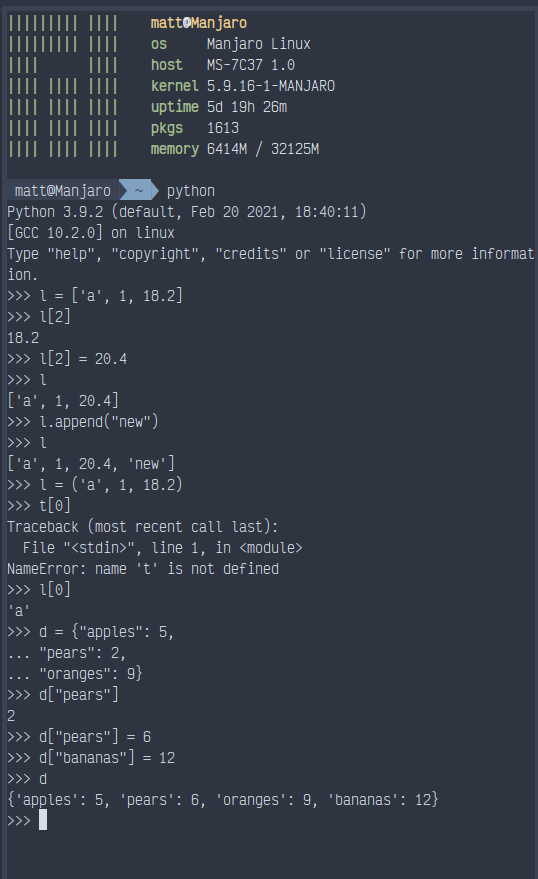 matt@Manjaro
os Manjaro Linux
host MS-7C37 1.0
kernel 5.9.16-1-MANJARO
uptime 5d 19h 26m
pkgs 1613
memory 6414M / 32125M
matt@Manjaro ~ python
Python 3.9.2 (default, Feb 20 2021, 18:40:11)
[GCC 10.2.0] on linux
Type "help", "copyright", "credits" or "license" for more informat
ion.
>>> l = ['a', 1, 18.2]
>>> l[2]
18.2
>>> l[2] = 20.4
>>> l
['a', 1, 20.4]
>>> l.append("new")
>>> l
['a', 1, 20.4, 'new']
>>> l = ('a', 1, 18.2)
>>> t[0]
Traceback (most recent call last):
  File "<stdin>", line 1, in <module>
NameError: name 't' is not defined
>>> l[0]
'a'
>>> d = {"apples": 5,
... "pears": 2,
... "oranges": 9}
>>> d["pears"]
2
>>> d["pears"] = 6
>>> d["bananas"] = 12
>>> d
{'apples': 5, 'pears': 6, 'oranges': 9, 'bananas': 12}
>>>